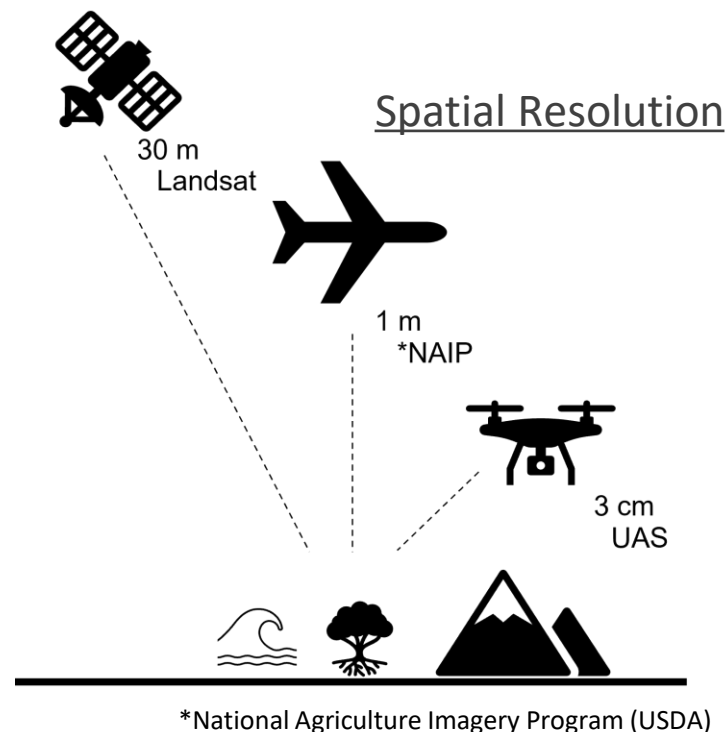 Spatial Resolution
30 m
Landsat
1 m
*NAIP
3 cm
UAS
*National Agriculture Imagery Program (USDA)